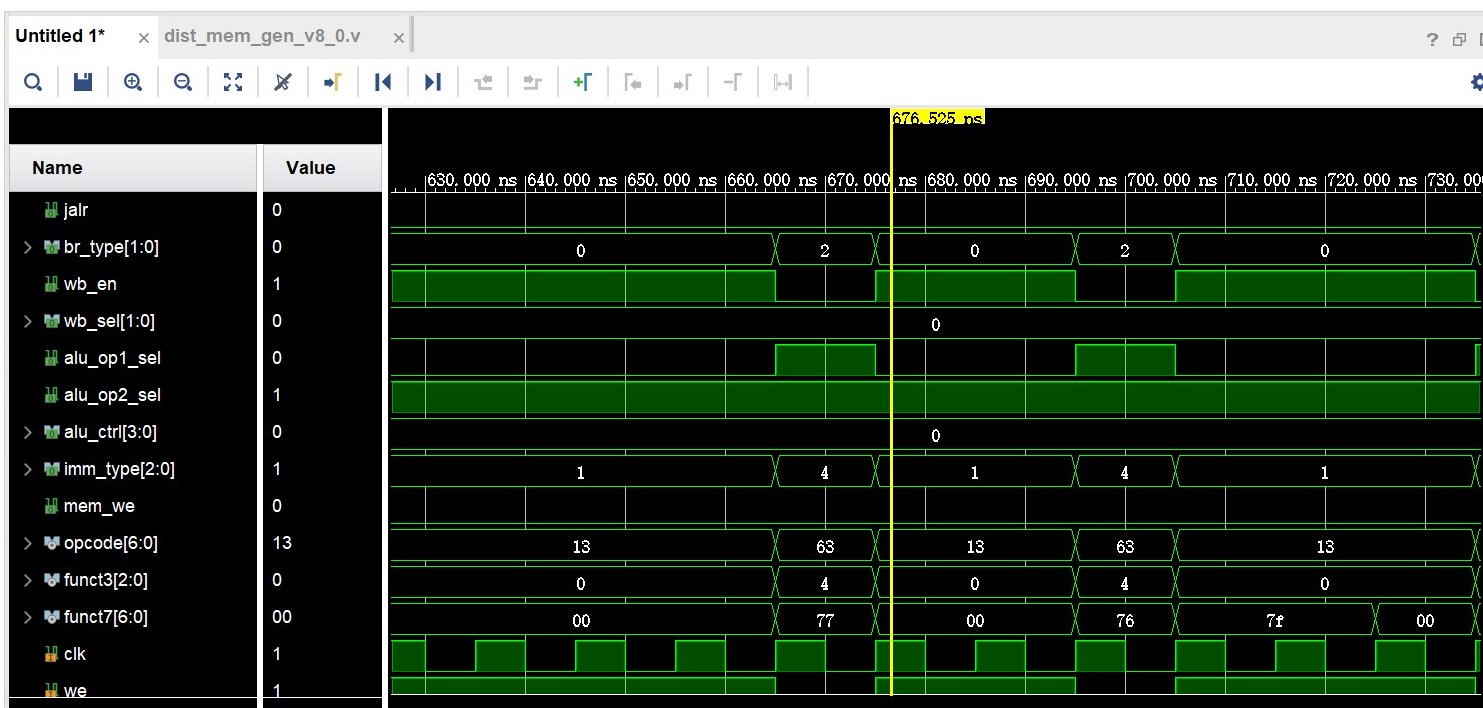 Untitled 1* × dist_mem_gen_v8_0.v ×
?
676.525 ns
Name Value
630.000 ns 640.000 ns 650.000 ns 660.000 ns 670.000 ns 680.000 ns 690.000 ns 700.000 ns 710.000 ns 720.000 ns 730.00
jalr 0
br_type[1:0] 0 0 2 0 2 0
wb_en 1
wb_sel[1:0] 0 0
alu_op1_sel 0
alu_op2_sel 1
alu_ctrl[3:0] 0 0
imm_type[2:0] 1 1 4 1 4 1
mem_we 0
opcode[6:0] 13 13 63 13 63 13
funct3[2:0] 0 0 4 0 4 0
funct7[6:0] 00 00 77 00 76 7f 00
clk 1
we 1